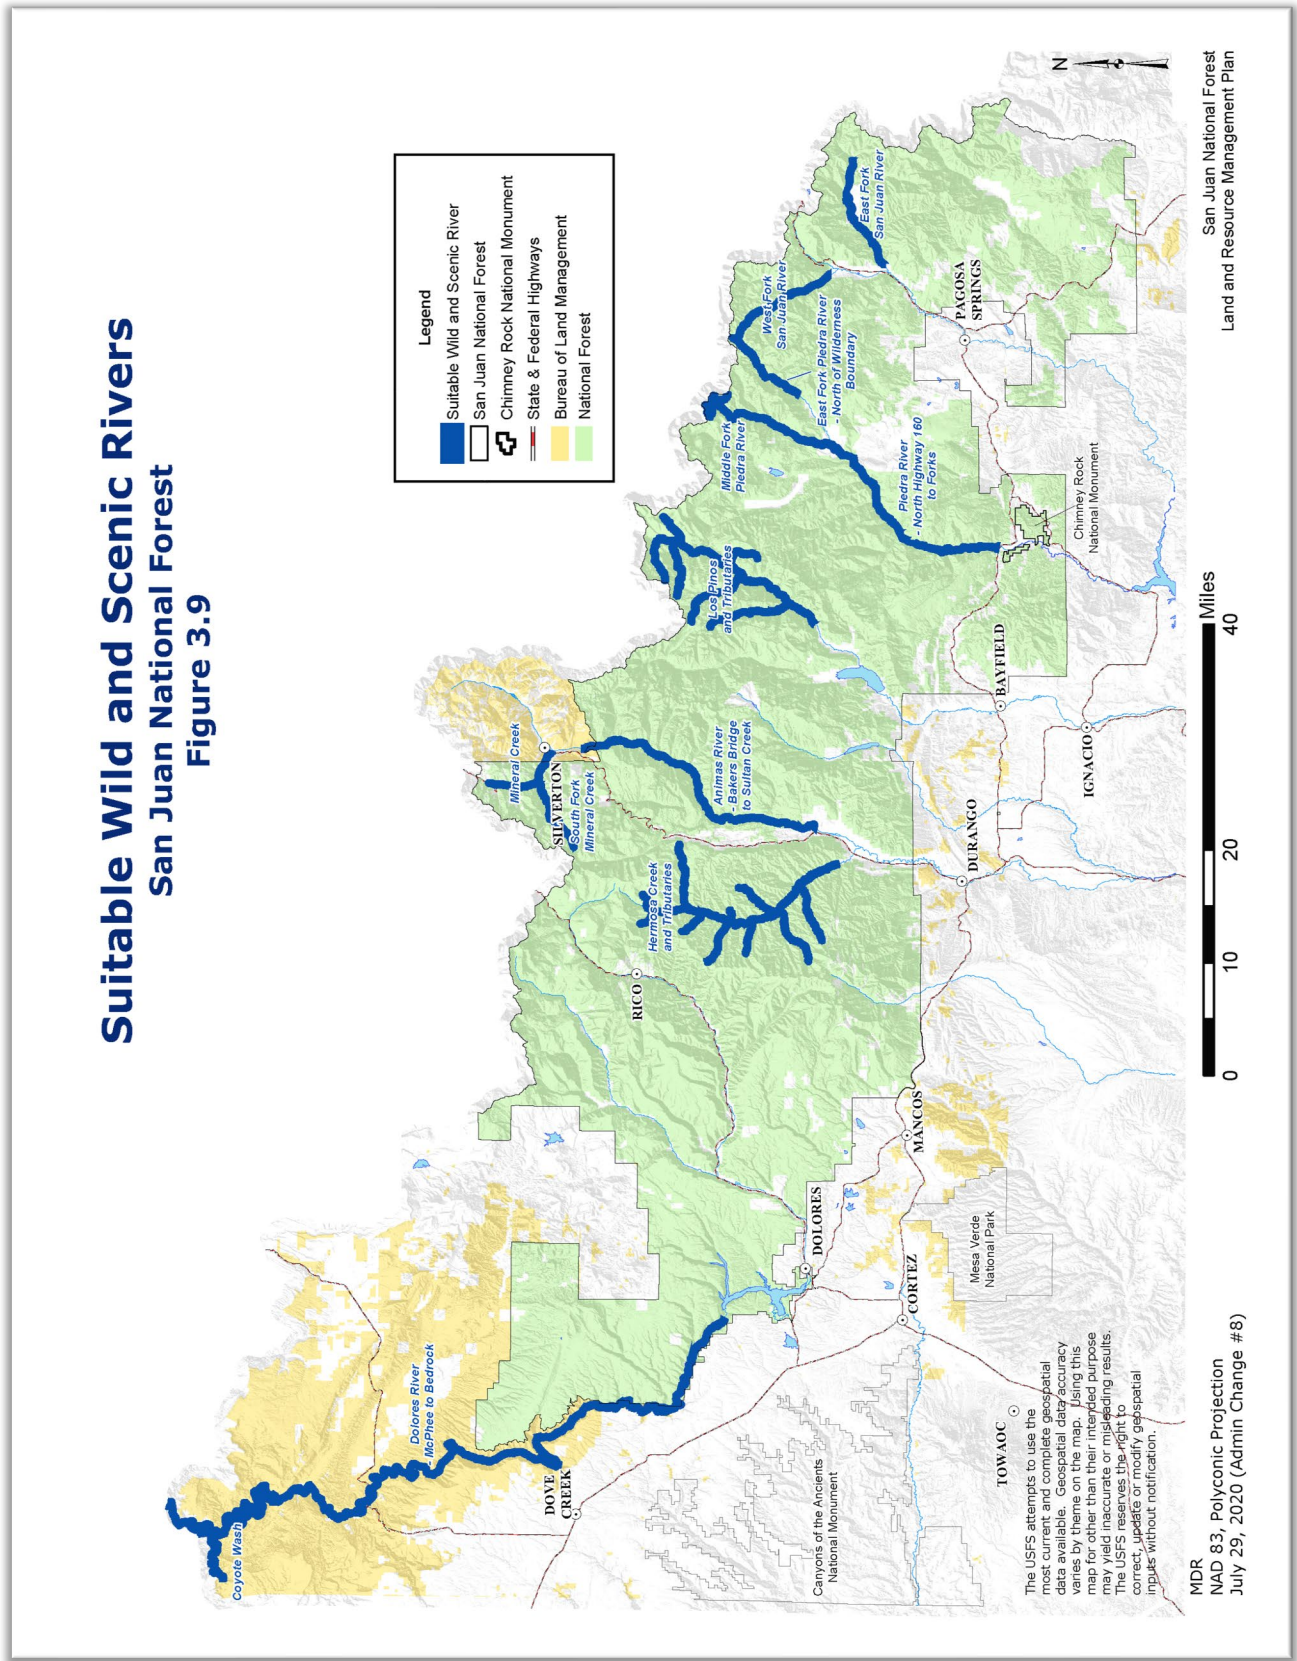 Suitable Wild and Scenic Rivers
San Juan National Forest
Figure 3.9
Legend
Suitable Wild and Scenic River
San Juan National Forest
Chimney Rock National Monument
State & Federal Highways
Bureau of Land Management
National Forest
N
Coyote Wash
Dolores River
- McPhee to Bedrock
DOVE
CREEK
Mineral Creek
SILVERTON
South Fork
Mineral Creek
RICO
Hermosa Creek
and Tributaries
Animas River
- Bakers Bridge
to Sultan Creek
Los Pinos
and Tributaries
Middle Fork
Piedra River
West Fork
San Juan River
East Fork Piedra River
- North of Wilderness
Boundary
East Fork
San Juan River
Piedra River
- North Highway 160
to Forks
PAGOSA
SPRINGS
Chimney Rock
National Monument
DOLORES
CORTEZ
MANCOS
DURANGO
BAYFIELD
IGNACIO
Mesa Verde
National Park
Canyons of the Ancients
National Monument
TOWAOC
The USFS attempts to use the
most current and complete geospatial
data available. Geospatial data accuracy
varies by theme on the map. Using this
map for other than their intended purpose
may yield inaccurate or misleading results.
The USFS reserves the right to
correct, update or modify geospatial
inputs without notification.
MDR
NAD 83, Polyconic Projection
July 29, 2020 (Admin Change #8)
0 10 20 40
Miles
San Juan National Forest
Land and Resource Management Plan